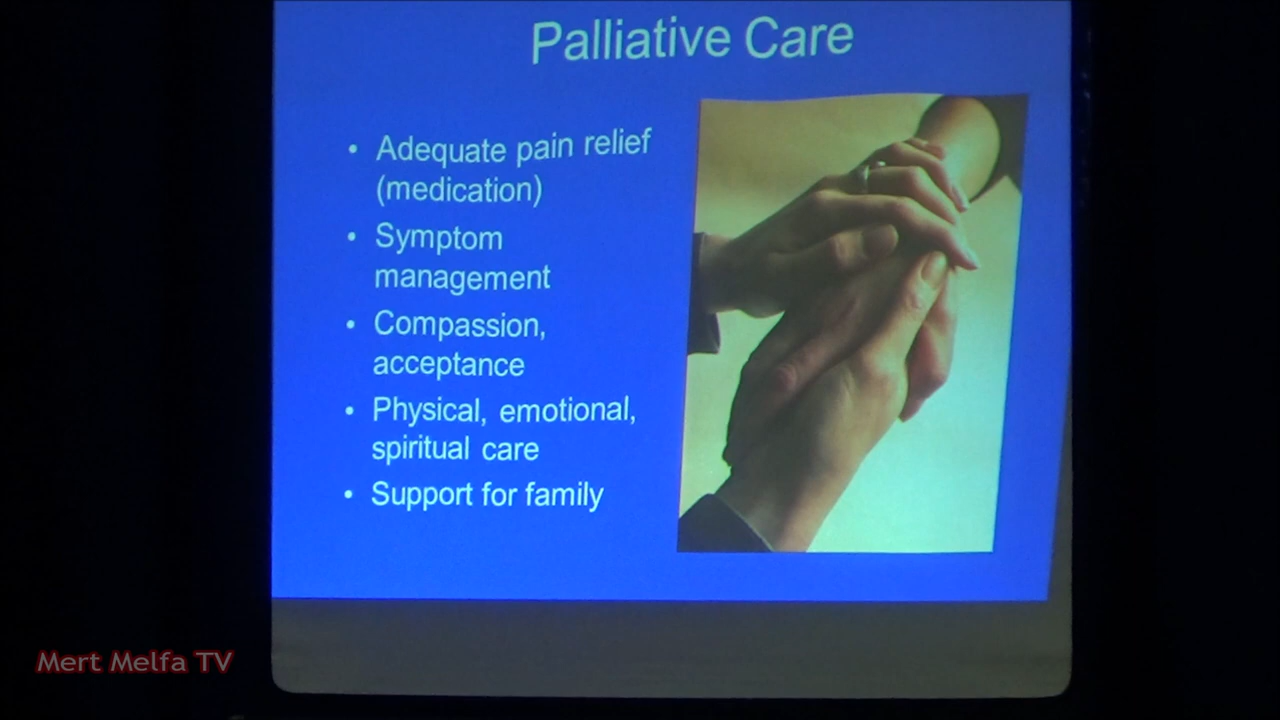 Palliative Care
• Adequate pain relief
(medication)
• Symptom
management
• Compassion,
acceptance
• Physical, emotional,
spiritual care
• Support for family
Mert Melfa TV